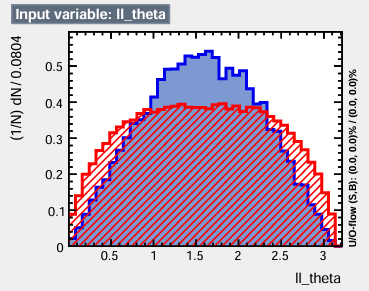 Input variable: ll_theta
(1/N) dN / 0.0804
0.5
0.4
0.3
0.2
0.1
0
0.5 1 1.5 2 2.5 3
ll_theta
U/O-flow (S,B): (0.0, 0.0)% / (0.0, 0.0)%